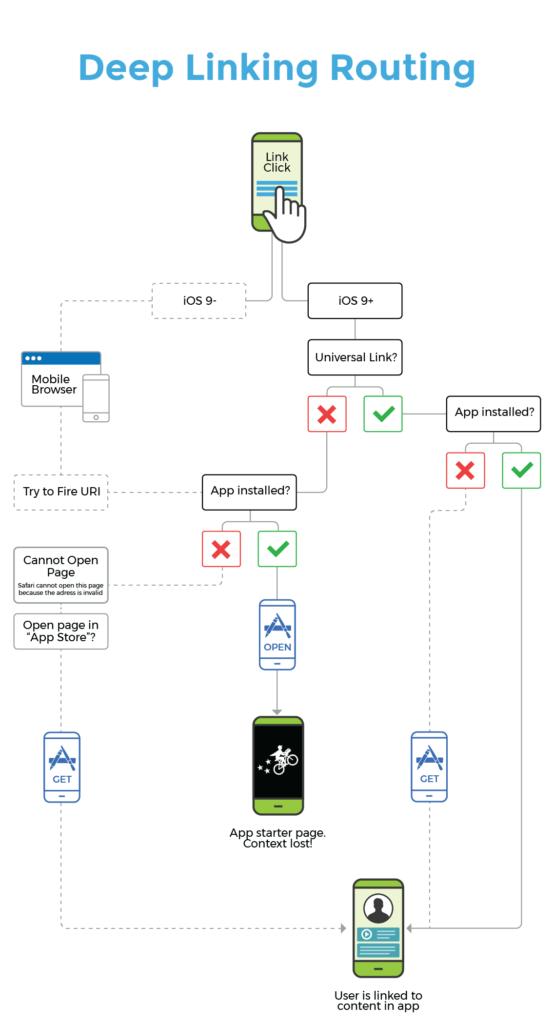 Deep Linking Routing
Link
Click
iOS 9-
iOS 9+
Universal Link?
Mobile
Browser
App installed?
Try to Fire URI
App installed?
Cannot Open
Page
Safari cannot open this page
because the adress is invalid
Open page in
“App Store”?
OPEN
GET
GET
App starter page.
Context lost!
User is linked to
content in app